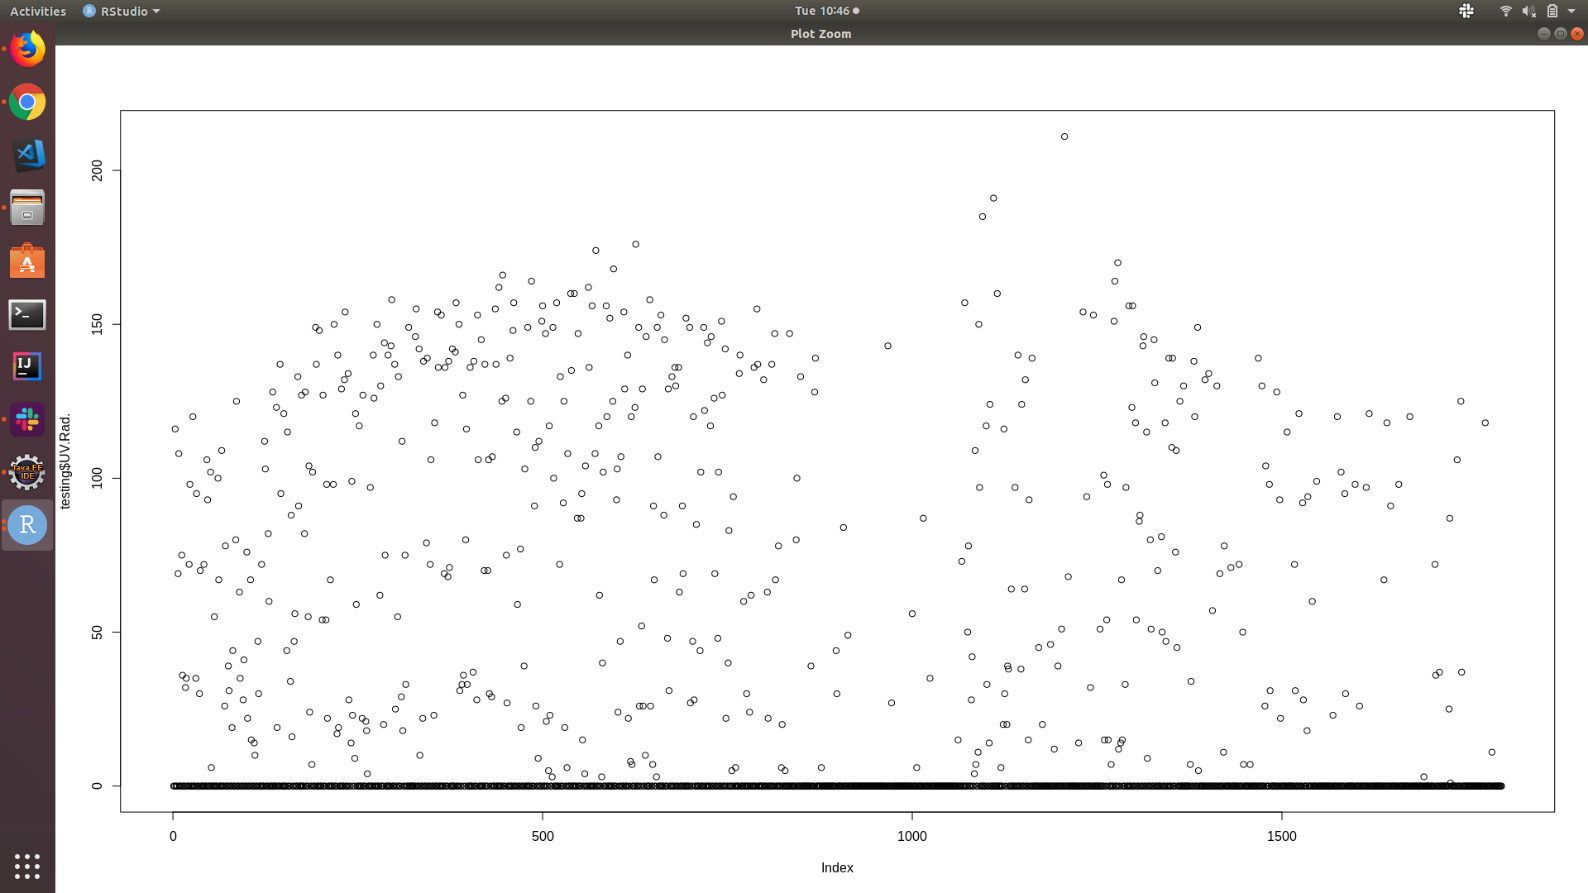 Activities
RStudio
Tue 10:46
Plot Zoom
testing$UV.Rad.
200
150
100
50
0
0
500
1000
1500
Index
A
>_
IJ
Java EE
IDE
R